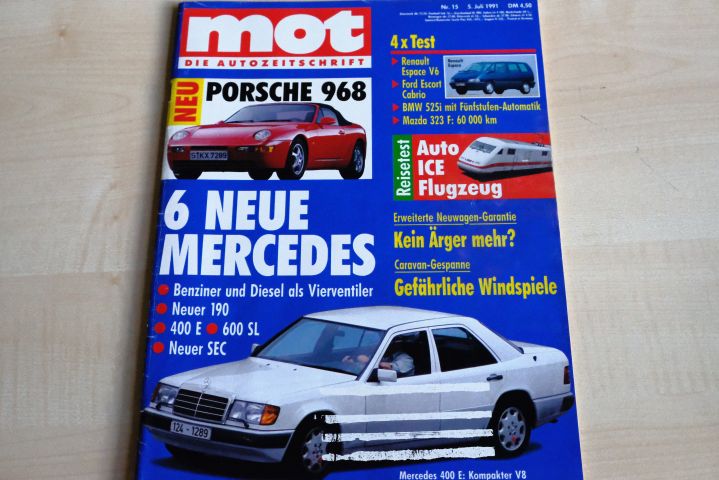 Nr. 15 5. Juli 1991 DM 4,50
mot
DIE AUTOZEITSCHRIFT
NEU
PORSCHE 968
S KX 7289
4 x Test
Renault
Espace V6
Ford Escort
Cabrio
BMW 525i mit Fünfstufen-Automatik
Mazda 323 F: 60 000 km
Renault
Espace
Reisetest
Auto
ICE
Flugzeug
6 NEUE
MERCEDES
Benziner und Diesel als Vierventiler
Neuer 190
400 E 600 SL
Neuer SEC
Erweiterte Neuwagen-Garantie
Kein Ärger mehr?
Caravan-Gespanne
Gefährliche Windspiele
124 - 1289
Mercedes 400 E: Kompakter V8